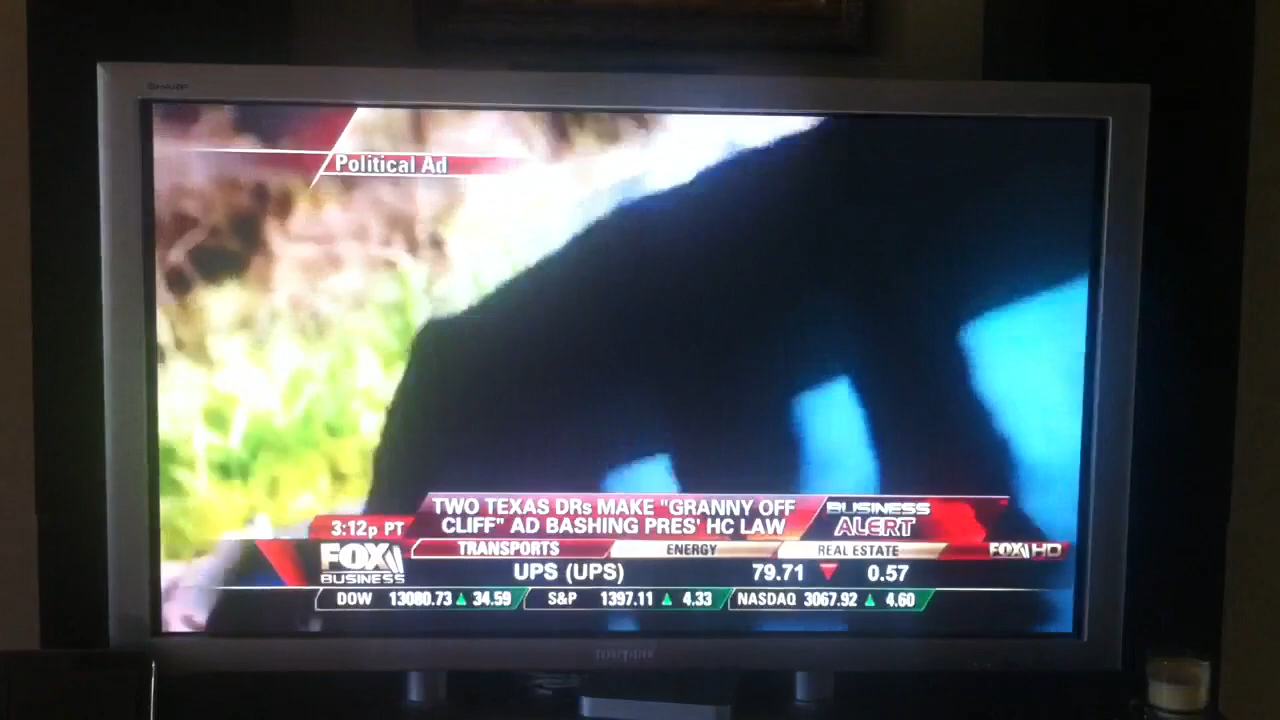 SHARP
Political Ad
TWO TEXAS DRs MAKE "GRANNY OFF
CLIFF" AD BASHING PRES' HC LAW
BUSINESS
ALERT
3:12p PT
FOX
BUSINESS
TRANSPORTS ENERGY REAL ESTATE
FOX HD
UPS (UPS) 79.71 ▼ 0.57
DOW 13080.73 ▲ 34.59 S&P 1397.11 ▲ 4.33 NASDAQ 3067.92 ▲ 4.60